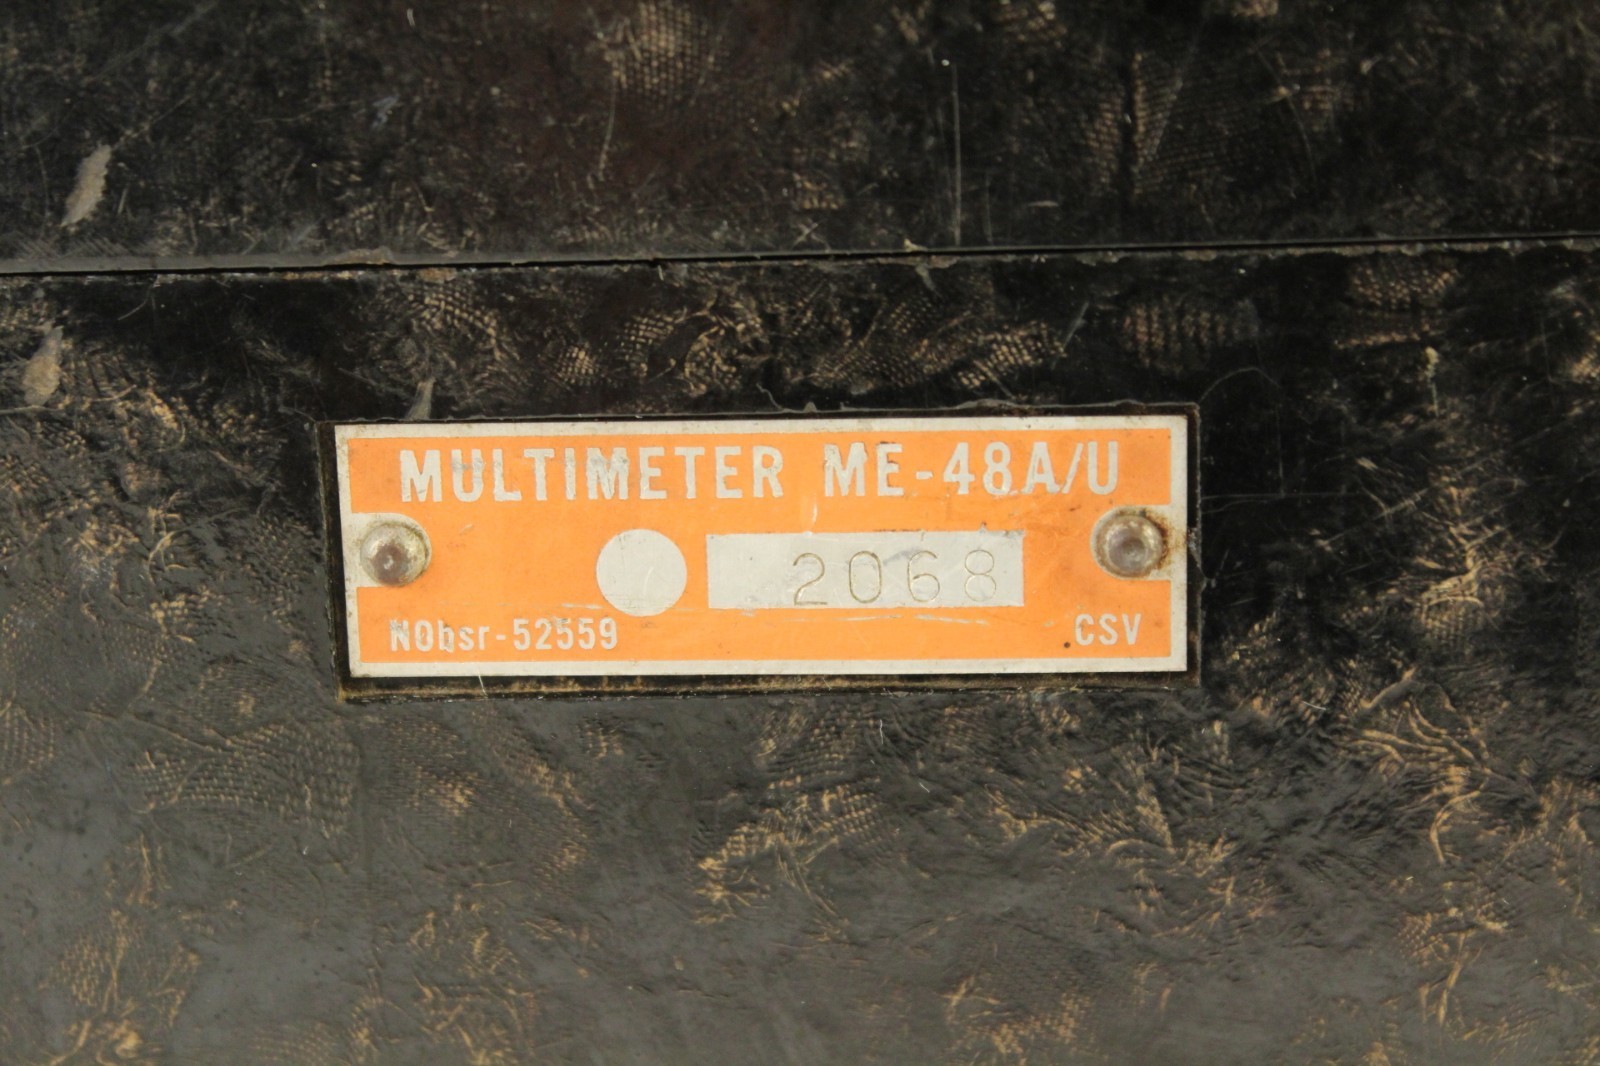 MULTIMETER ME-48A/U
2068
NObsr-52559 CSV